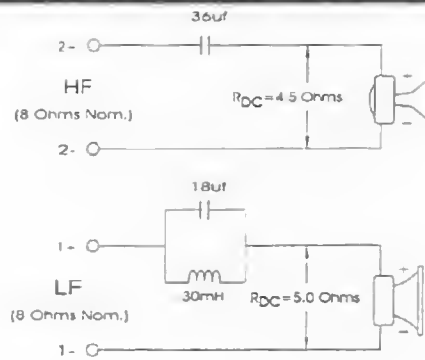 36uf
2-
+
HF
RDC=4.5 Ohms
(8 Ohms Nom.)
−
2-
18uf
1-
+
LF
30mH
RDC=5.0 Ohms
(8 Ohms Nom.)
−
1-